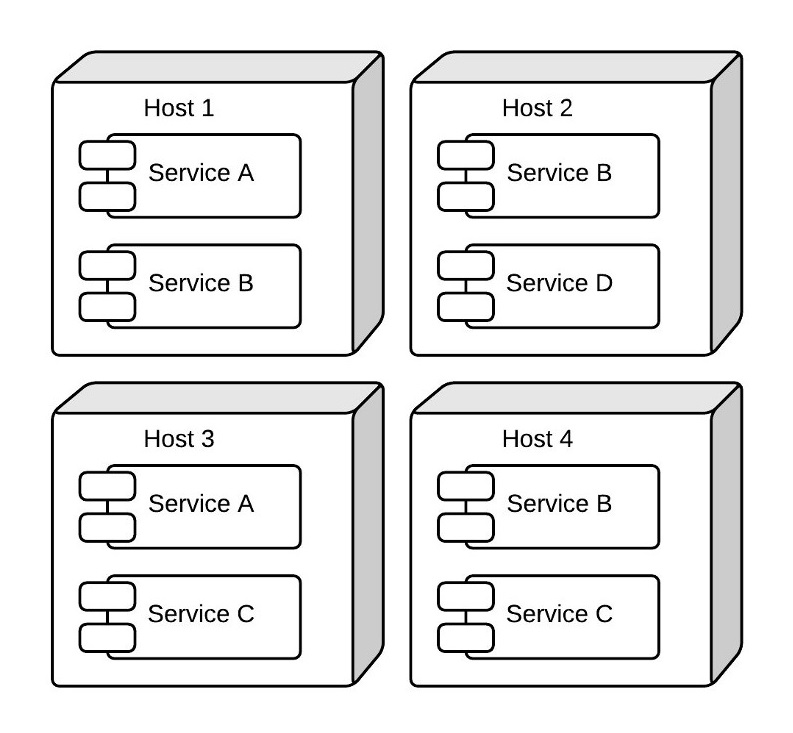 Host 1
Service A
Service B
Host 2
Service B
Service D
Host 3
Service A
Service C
Host 4
Service B
Service C